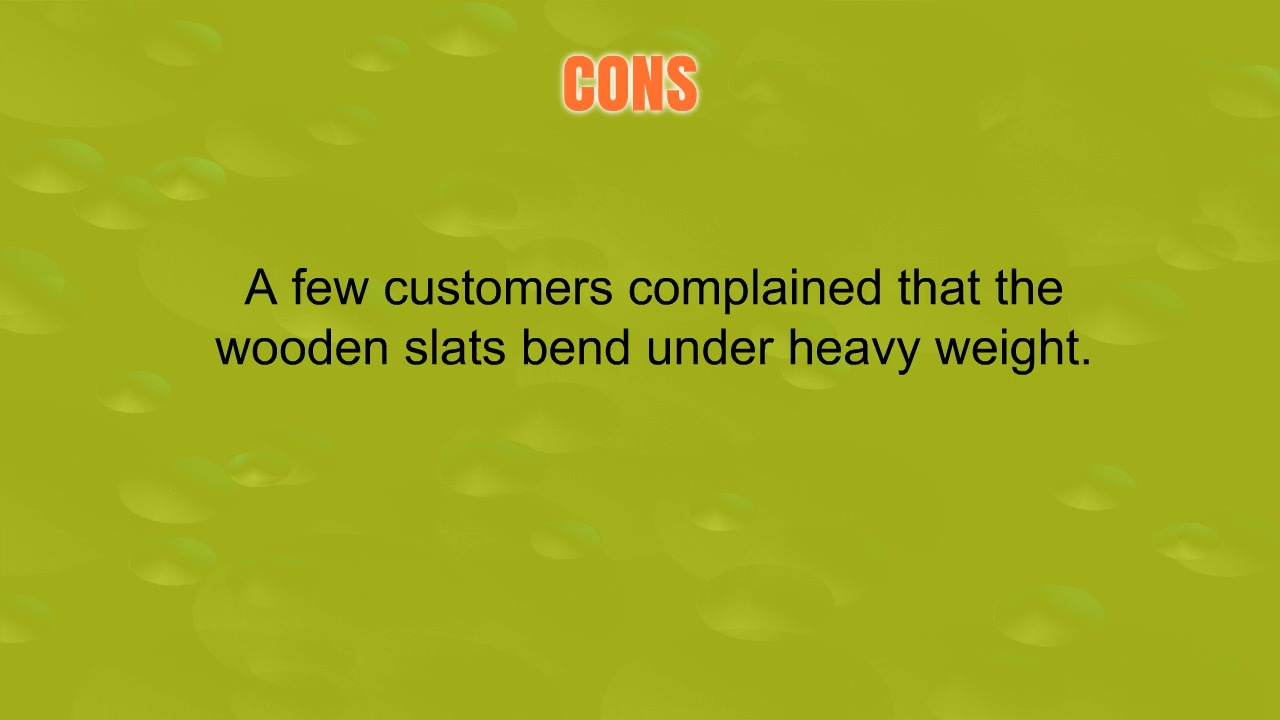 CONS
A few customers complained that the
wooden slats bend under heavy weight.